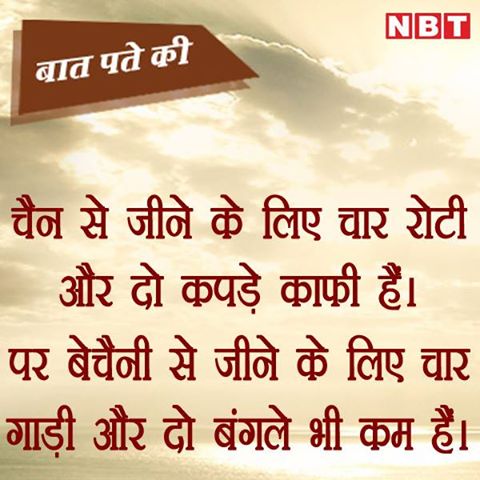 बात पते की
NBT
चैन से जीने के लिए चार रोटी
और दो कपड़े काफी हैं।
पर बेचैनी से जीने के लिए चार
गाड़ी और दो बंगले भी कम हैं।